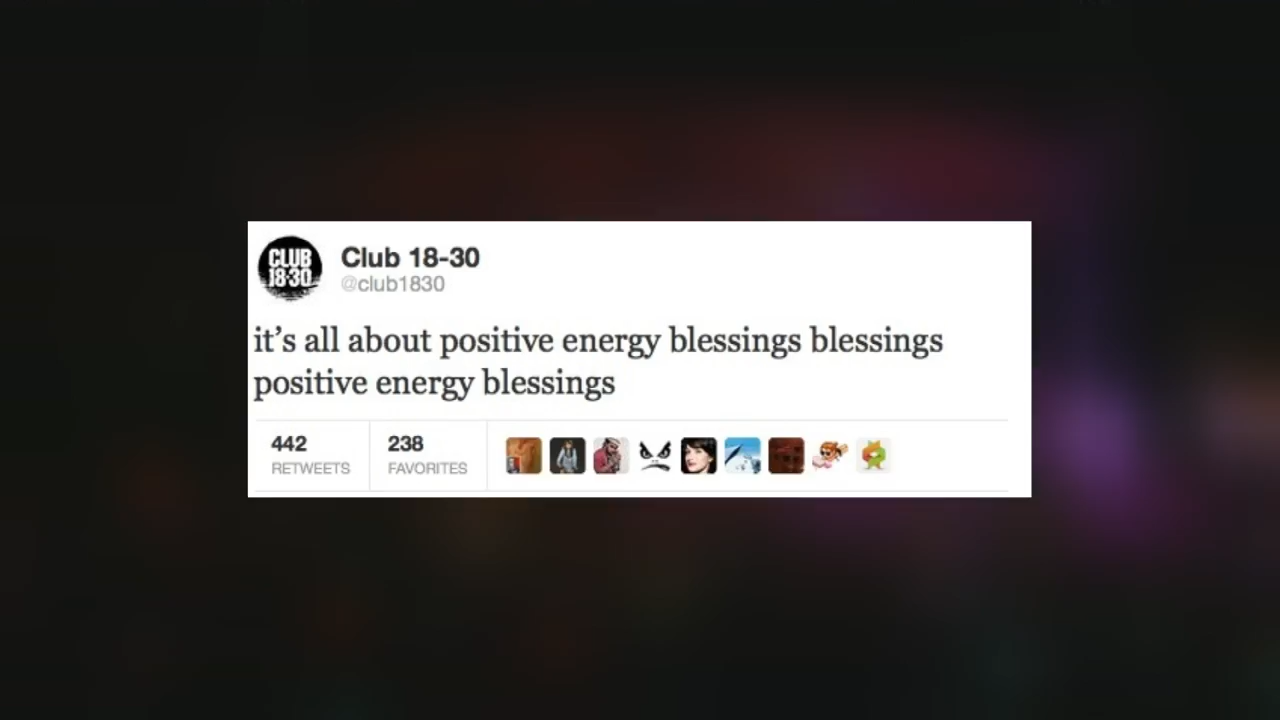 CLUB
18-30
Club 18-30
@club1830
it’s all about positive energy blessings blessings
positive energy blessings
442
RETWEETS
238
FAVORITES